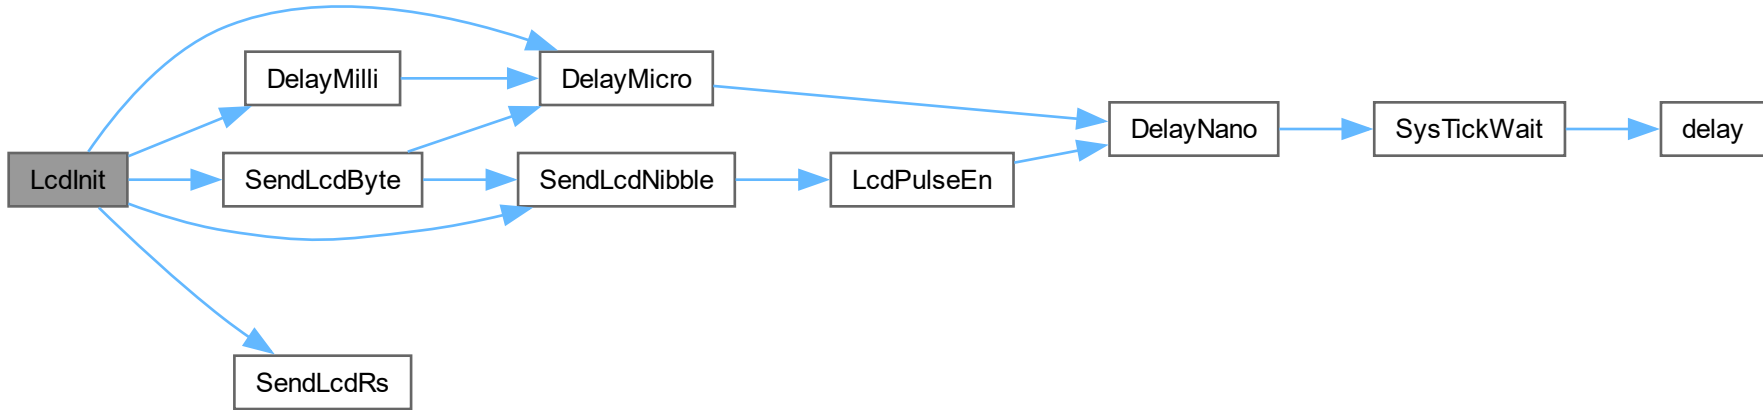 LcdInit
DelayMilli
SendLcdByte
SendLcdRs
DelayMicro
SendLcdNibble
LcdPulseEn
DelayNano
SysTickWait
delay